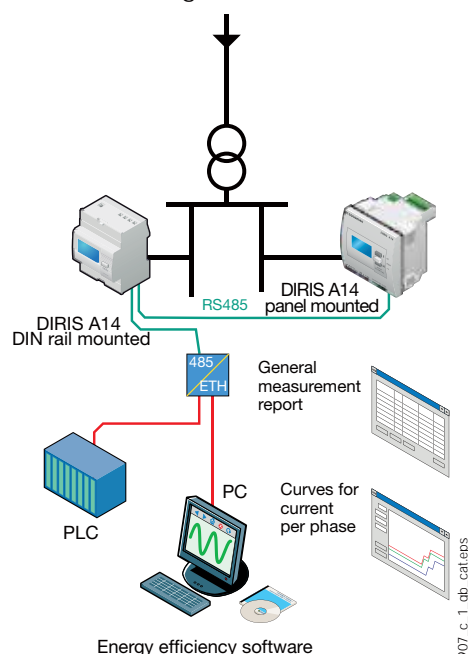 RS485
DIRIS A14
panel mounted
DIRIS A14
DIN rail mounted
485
ETH
General
measurement
report
PLC
PC
Curves for
current
per phase
Energy efficiency software